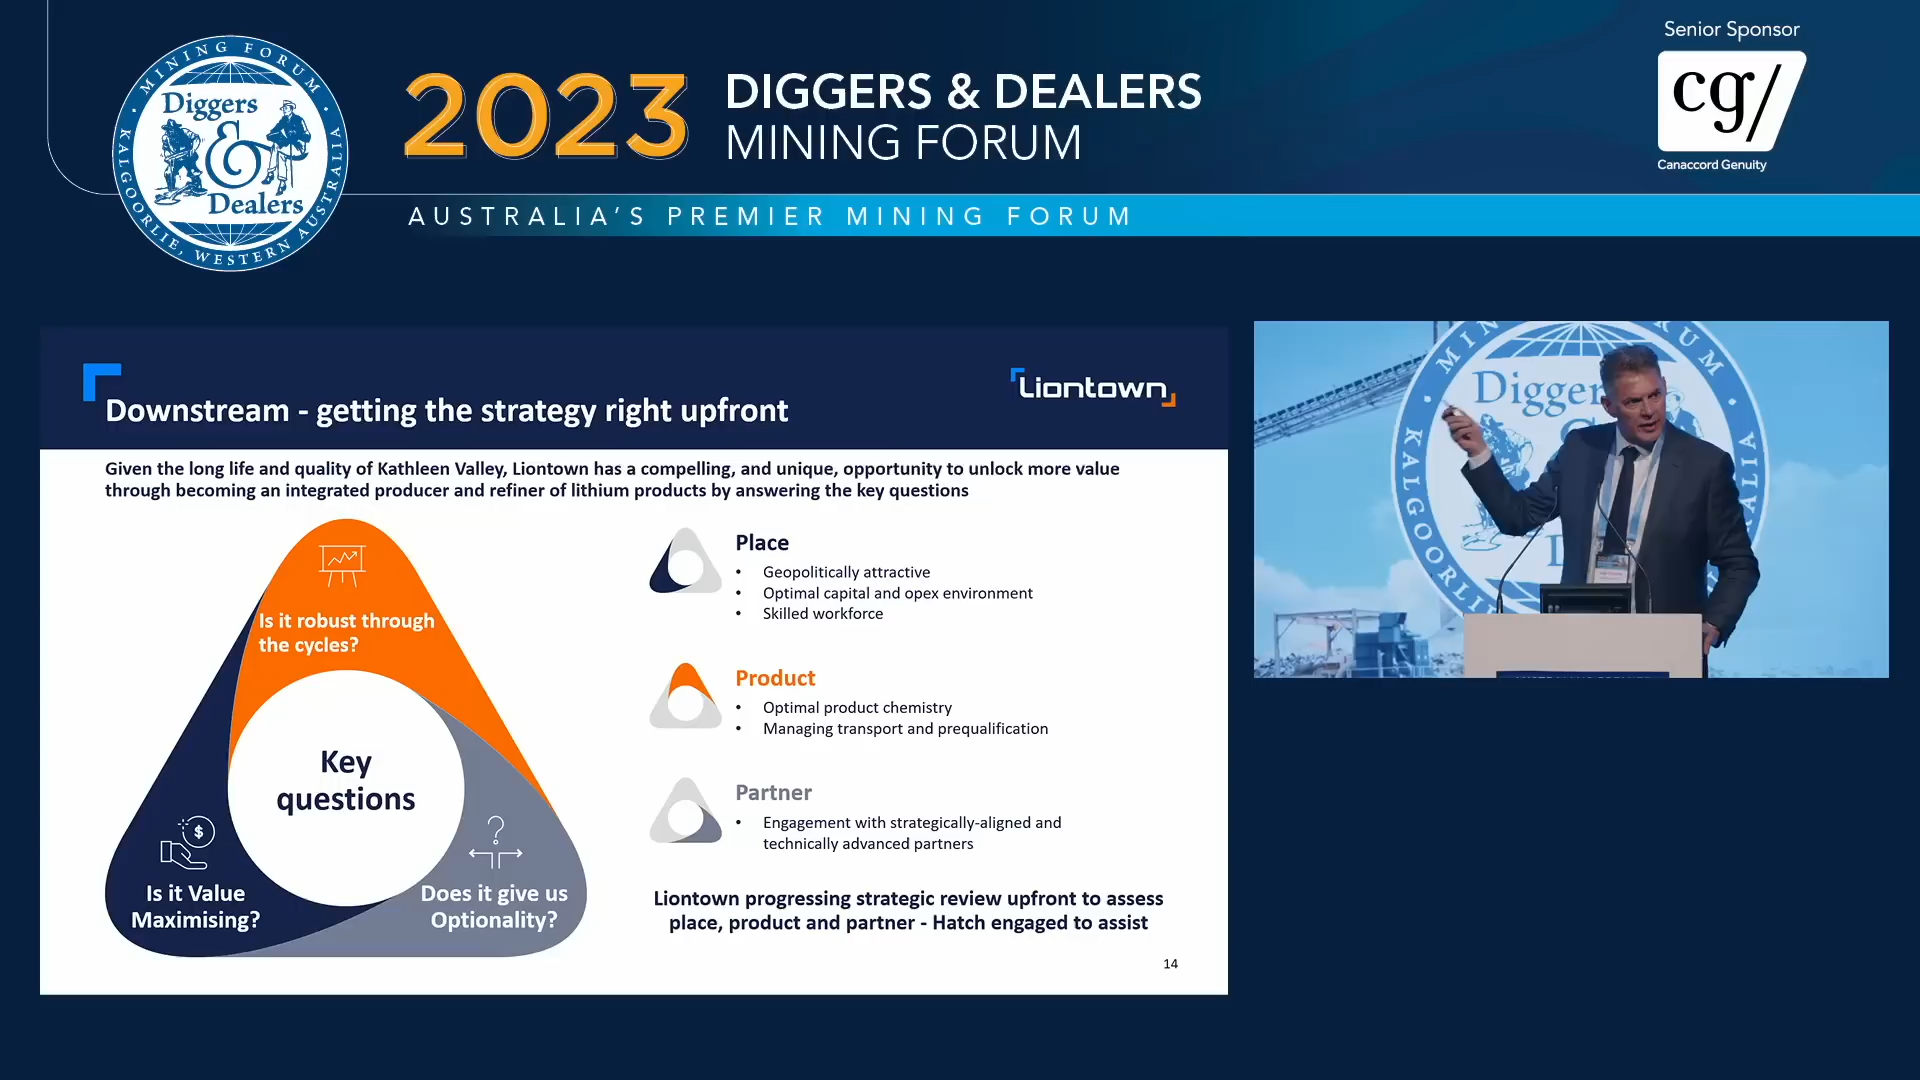 MINING FORUM
Diggers
&
Dealers
KALGOORLIE, WESTERN AUSTRALIA
2023
DIGGERS & DEALERS
MINING FORUM
AUSTRALIA'S PREMIER MINING FORUM
Senior Sponsor
cg/
Canaccord Genuity
Downstream - getting the strategy right upfront
Liontown
Given the long life and quality of Kathleen Valley, Liontown has a compelling, and unique, opportunity to unlock more value
through becoming an integrated producer and refiner of lithium products by answering the key questions
Is it robust through
the cycles?
Key
questions
$
?
Is it Value
Maximising?
Does it give us
Optionality?
Place
• Geopolitically attractive
• Optimal capital and opex environment
• Skilled workforce
Product
• Optimal product chemistry
• Managing transport and prequalification
Partner
• Engagement with strategically-aligned and
technically advanced partners
Liontown progressing strategic review upfront to assess
place, product and partner - Hatch engaged to assist
14
MIN
RUM
Digger
KALGOORLI
ALIA